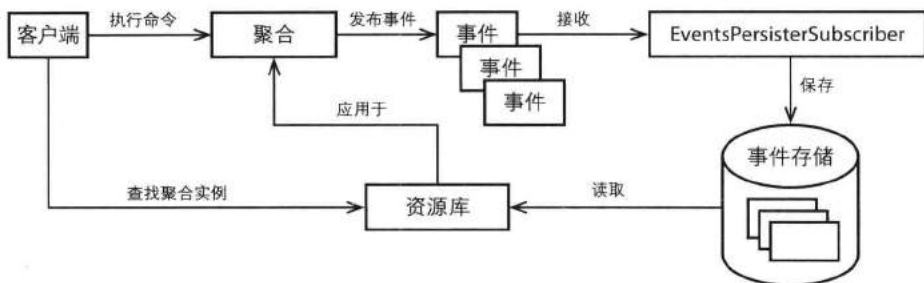 客户端
执行命令
聚合
发布事件
事件
事件
事件
接收
EventsPersisterSubscriber
保存
应用于
事件存储
查找聚合实例
资源库
读取